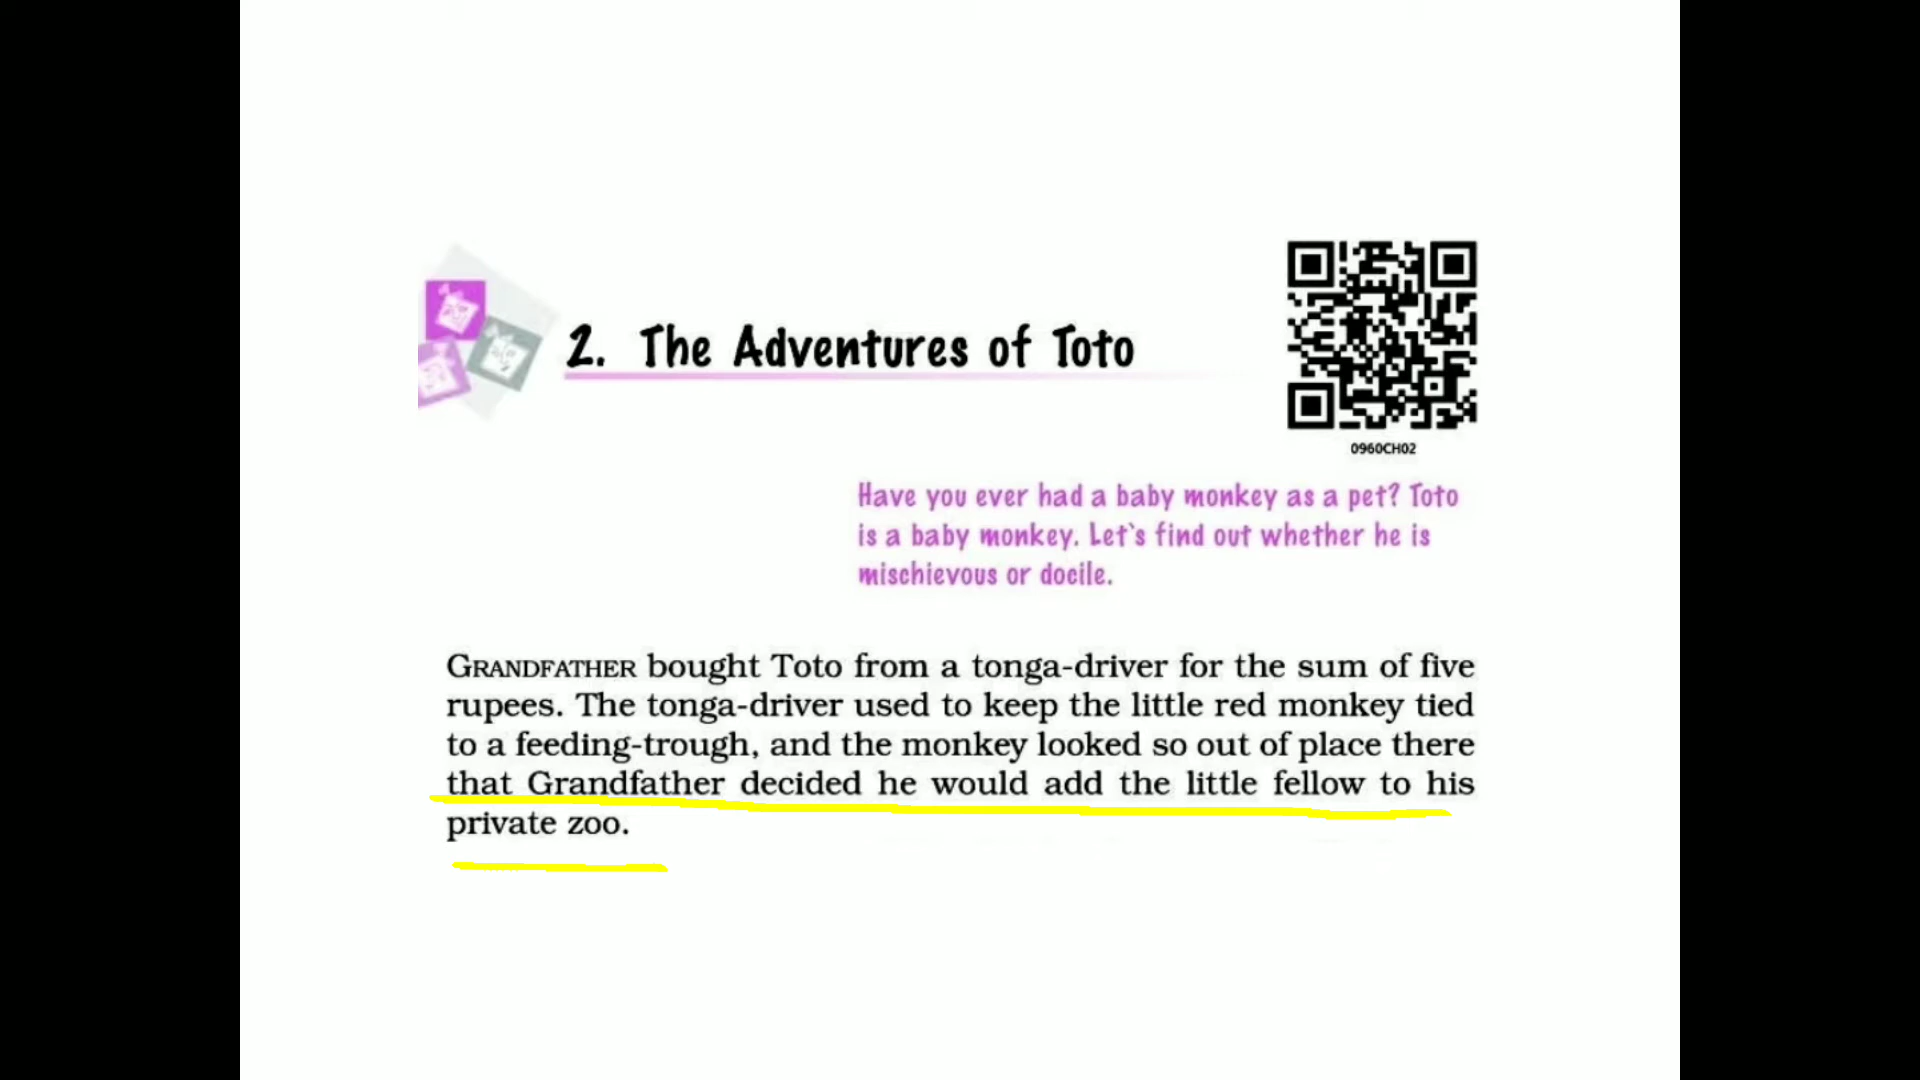 2. The Adventures of Toto
0960CH02
Have you ever had a baby monkey as a pet? Toto
is a baby monkey. Let`s find out whether he is
mischievous or docile.
GRANDFATHER bought Toto from a tonga-driver for the sum of five
rupees. The tonga-driver used to keep the little red monkey tied
to a feeding-trough, and the monkey looked so out of place there
that Grandfather decided he would add the little fellow to his
private zoo.